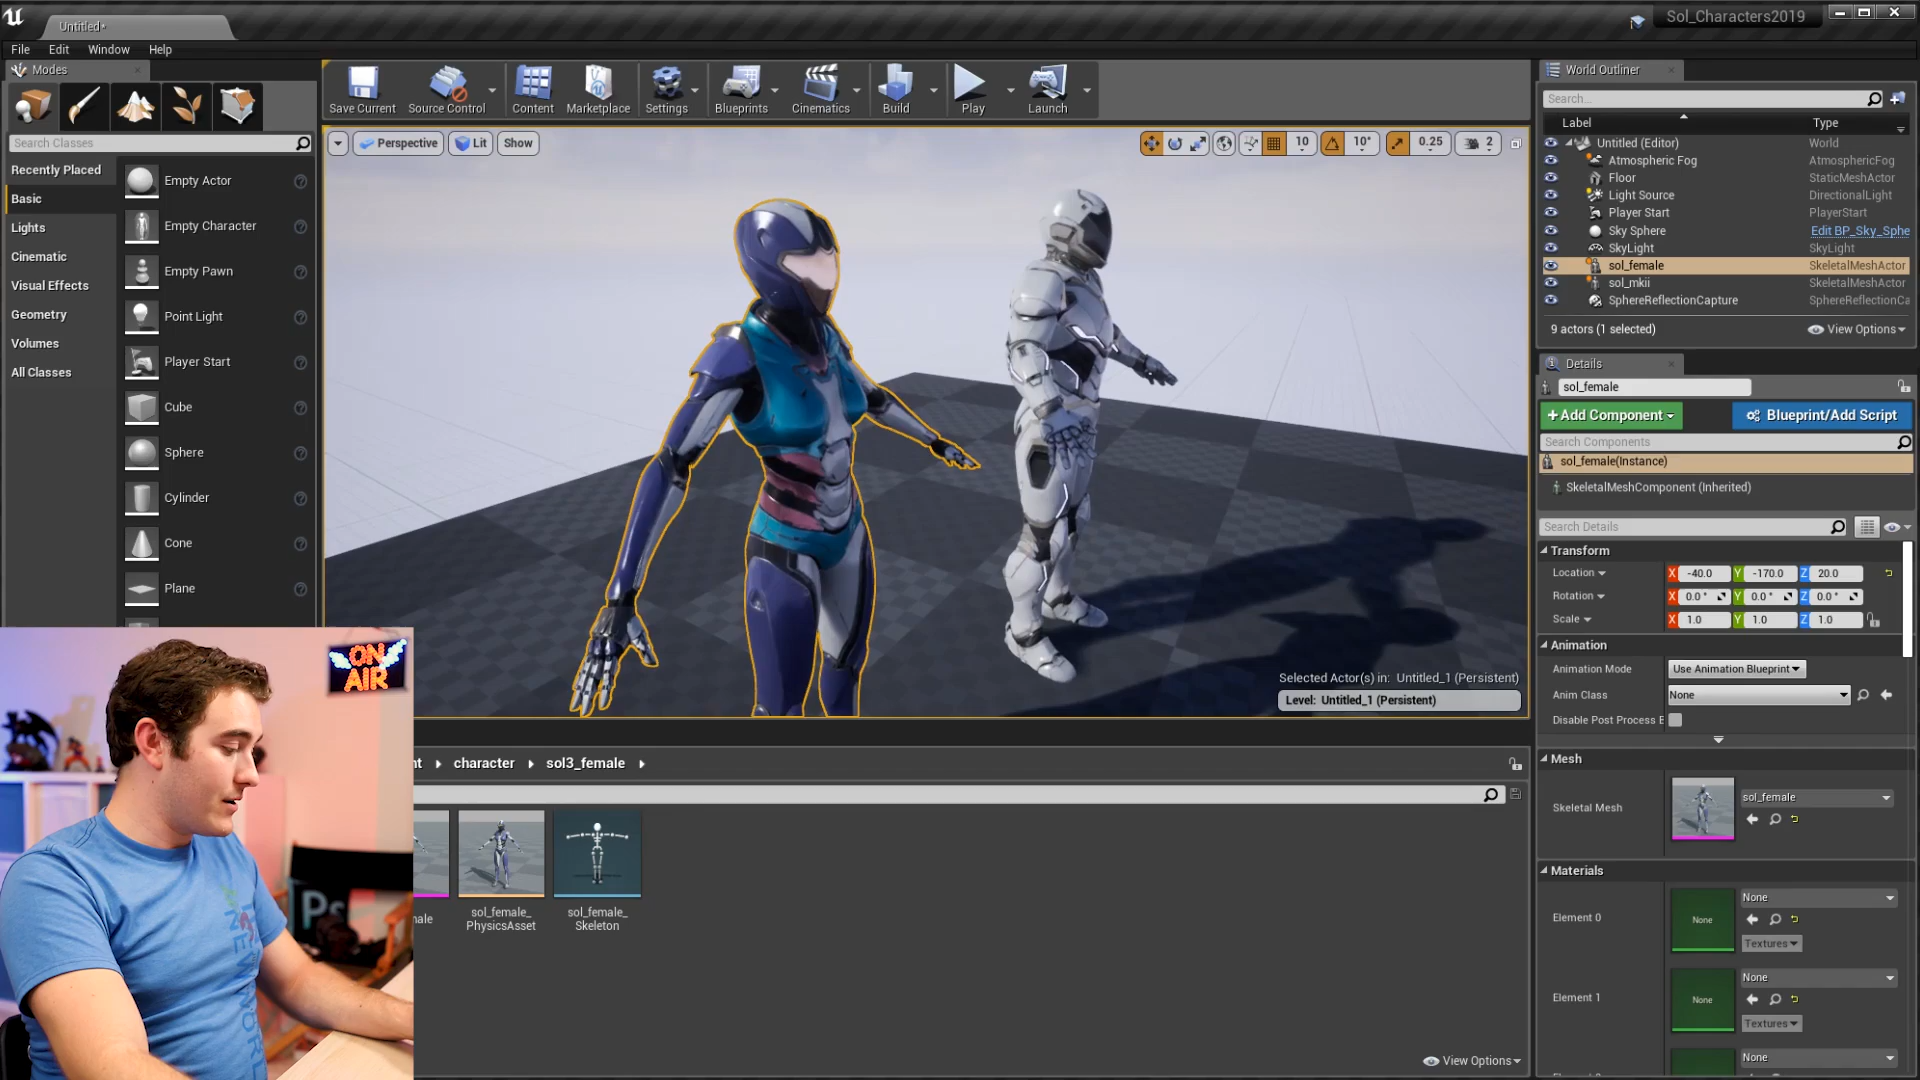 Untitled•
Sol_Characters2019
File Edit Window Help
Modes
Search Classes
Recently Placed
Basic
Lights
Cinematic
Visual Effects
Geometry
Volumes
All Classes
Empty Actor
Empty Character
Empty Pawn
Point Light
Player Start
Cube
Sphere
Cylinder
Cone
Plane
Save Current Source Control Content Marketplace Settings Blueprints Cinematics Build Play Launch
Perspective Lit Show
10 10° 0.25 2
Selected Actor(s) in: Untitled_1 (Persistent)
Level: Untitled_1 (Persistent)
World Outliner
Search...
Label Type
Untitled (Editor) World
Atmospheric Fog AtmosphericFog
Floor StaticMeshActor
Light Source DirectionalLight
Player Start PlayerStart
Sky Sphere Edit BP_Sky_Sphe
SkyLight SkyLight
sol_female SkeletalMeshActor
sol_mkii SkeletalMeshActor
SphereReflectionCapture SphereReflectionCa
9 actors (1 selected) View Options
Details
sol_female
+Add Component Blueprint/Add Script
Search Components
sol_female(Instance)
SkeletalMeshComponent (Inherited)
Search Details
Transform
Location X -40.0 Y -170.0 Z 20.0
Rotation X 0.0 ° Y 0.0 ° Z 0.0 °
Scale X 1.0 Y 1.0 Z 1.0
Animation
Animation Mode Use Animation Blueprint
Anim Class None
Disable Post Process E
Mesh
Skeletal Mesh sol_female
Materials
Element 0 None None
Textures
Element 1 None None
Textures
None
nt character sol3_female
ale
sol_female_
PhysicsAsset
sol_female_
Skeleton
View Options
ON
AIR
Ps